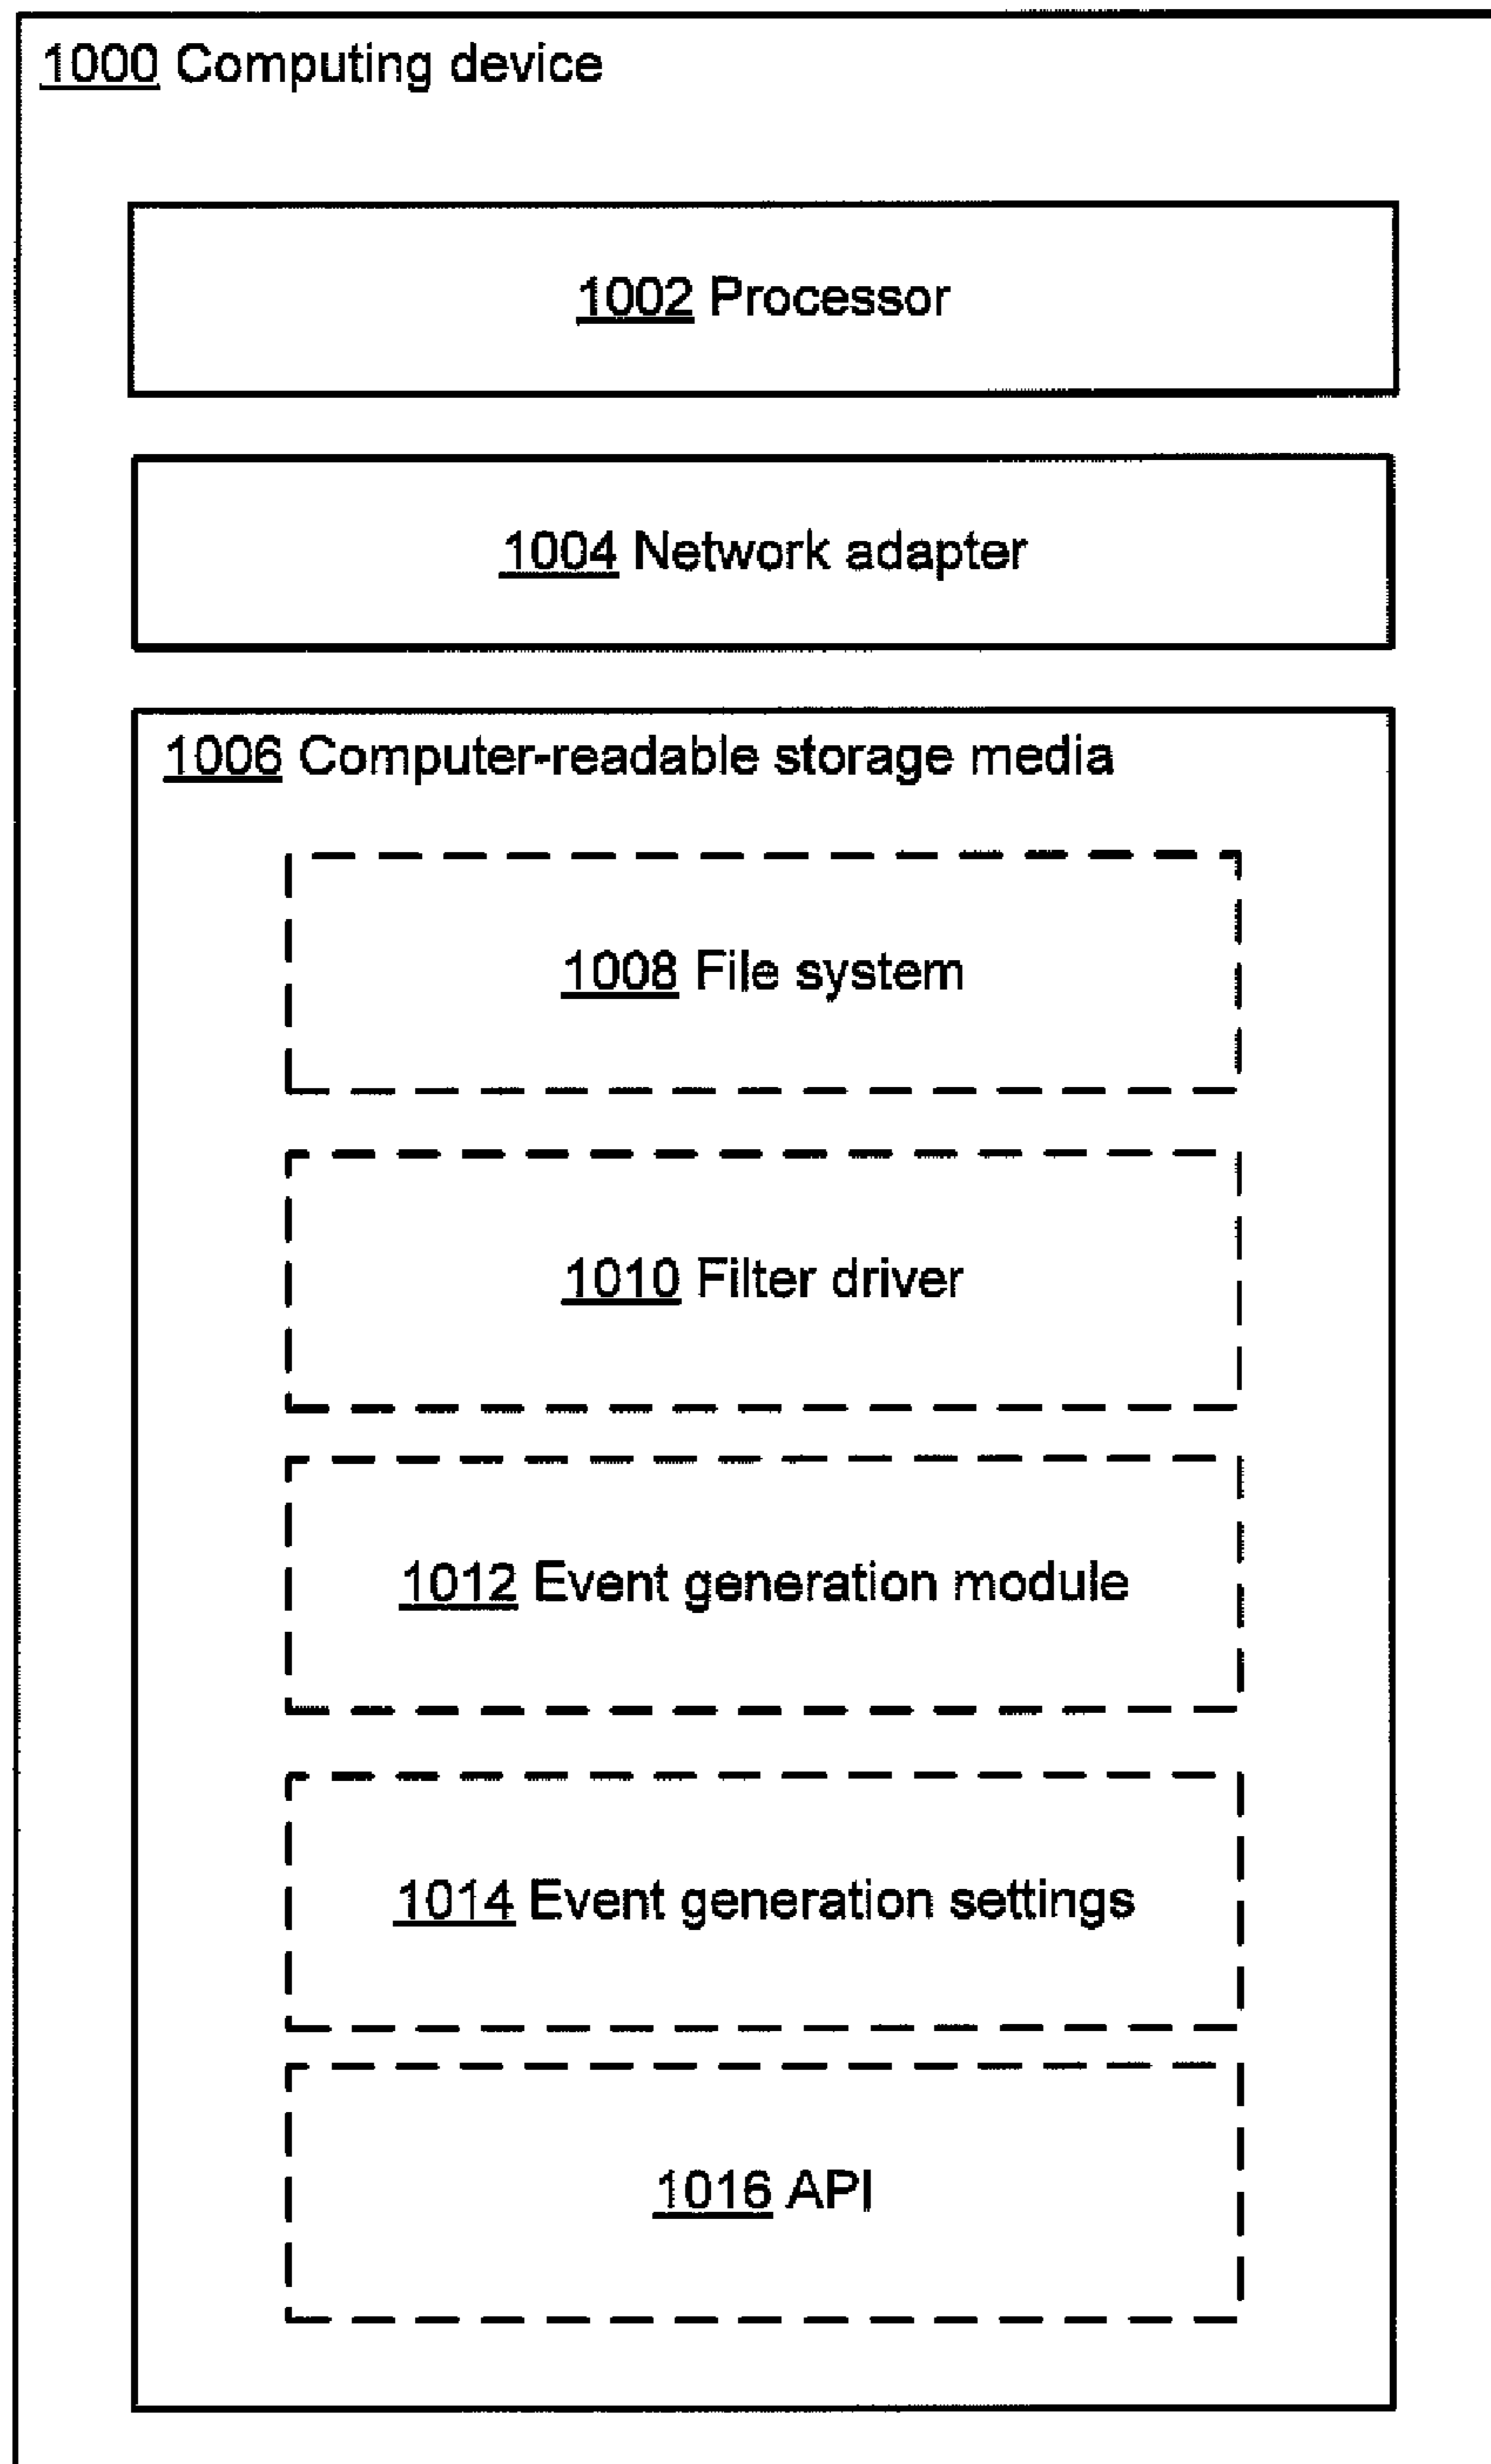 1000 Computing device
1002 Processor
1004 Network adapter
1006 Computer-readable storage media
1008 File system
1010 Filter driver
1012 Event generation module
1014 Event generation settings
1016 API